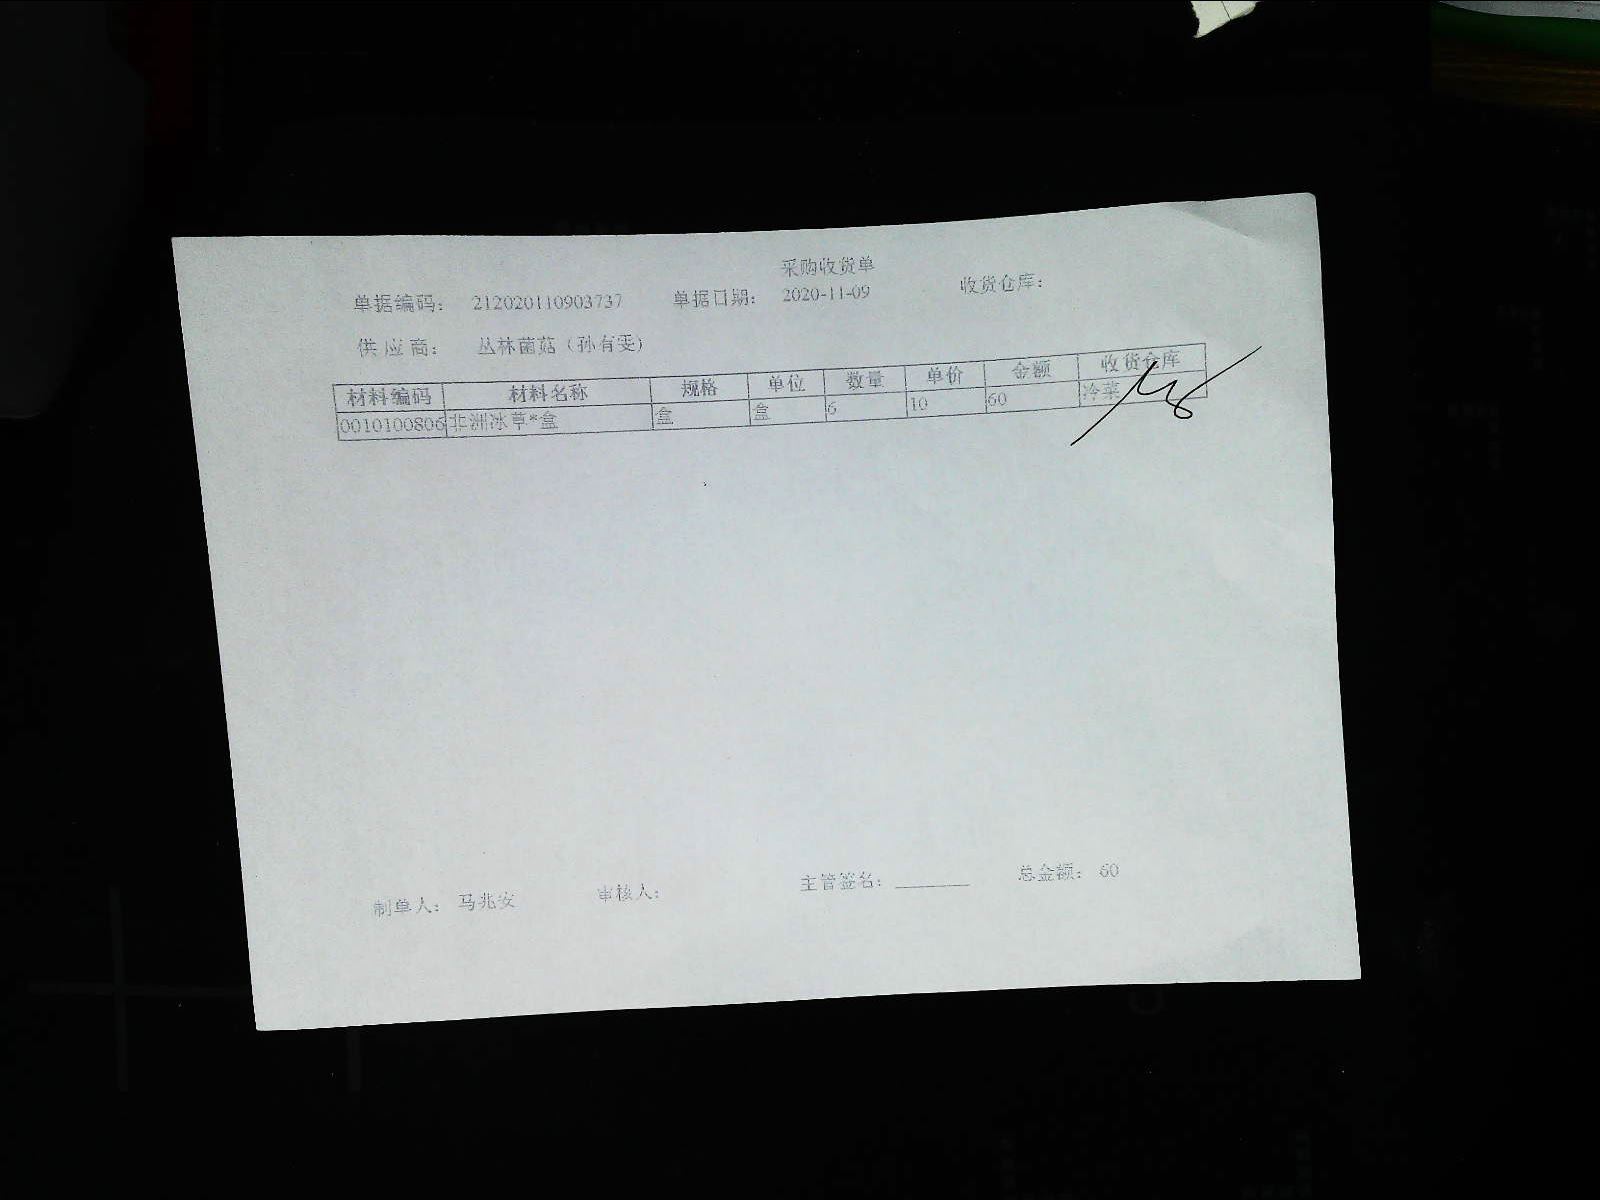 采购收货单
单据编码： 212020110903737 单据日期： 2020-11-09 收货仓库：
供应商： 丛林菌菇（孙有雯）
材料编码 材料名称 规格 单位 数量 单价 金额 收货仓库
0010100806 非洲冰草*盒 盒 盒 6 10 60 冷菜
制单人： 马兆安 审核人： 主管签名： 总金额： 60